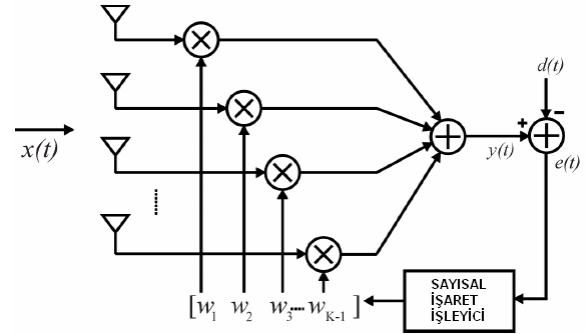 d(t)
+ −
x(t)
y(t)
e(t)
[w1 w2 w3 ... wK-1 ]
SAYISAL
İŞARET
İŞLEYİCİ